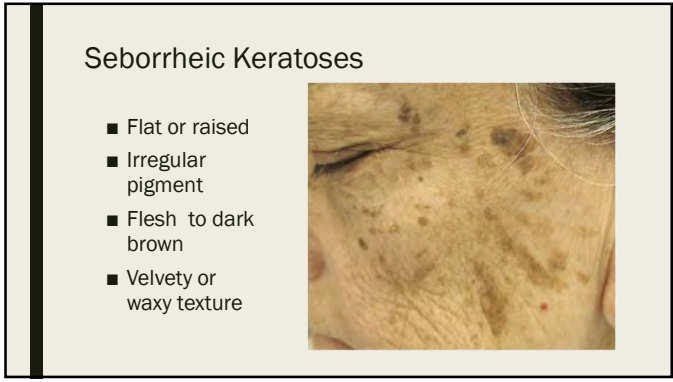 Seborrheic Keratoses
■ Flat or raised
■ Irregular
pigment
■ Flesh to dark
brown
■ Velvety or
waxy texture